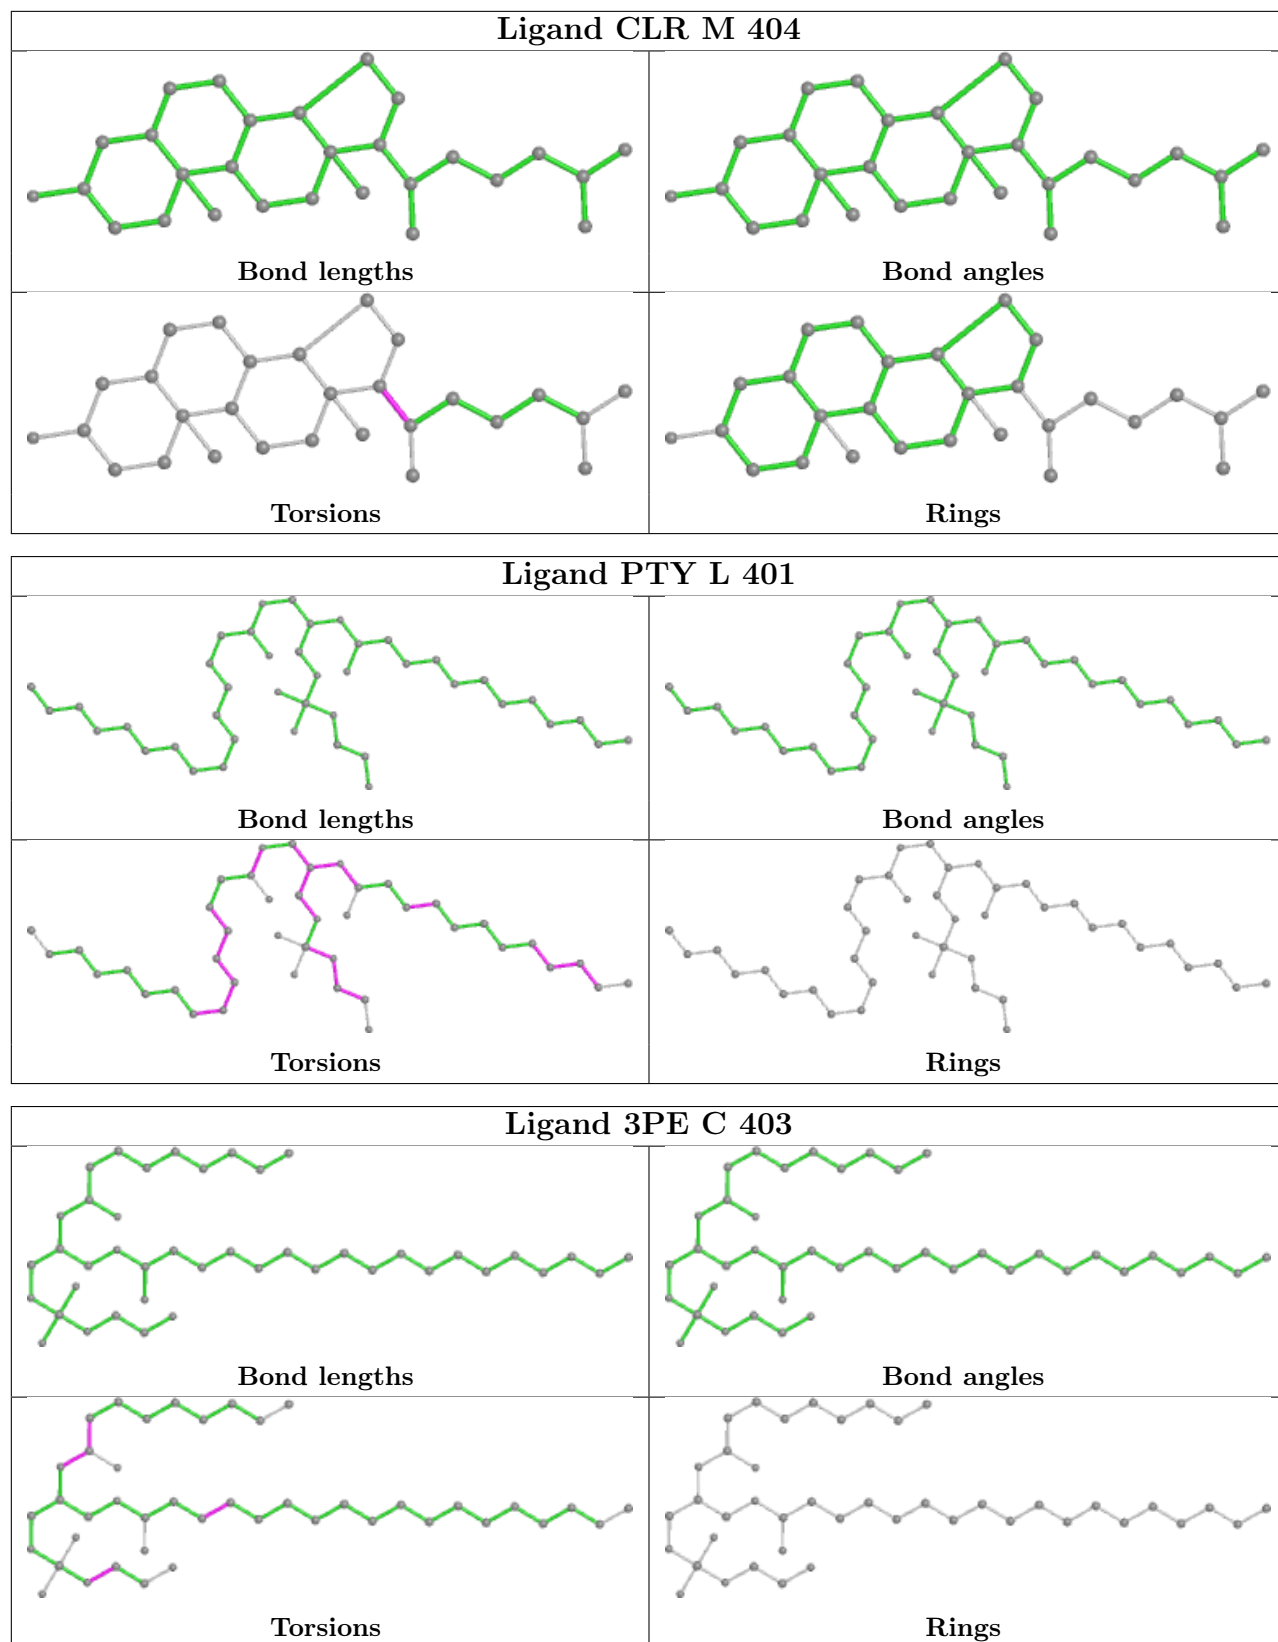 Ligand CLR M 404
Bond lengths
Bond angles
Torsions
Rings
Ligand PTY L 401
Bond lengths
Bond angles
Torsions
Rings
Ligand 3PE C 403
Bond lengths
Bond angles
Torsions
Rings